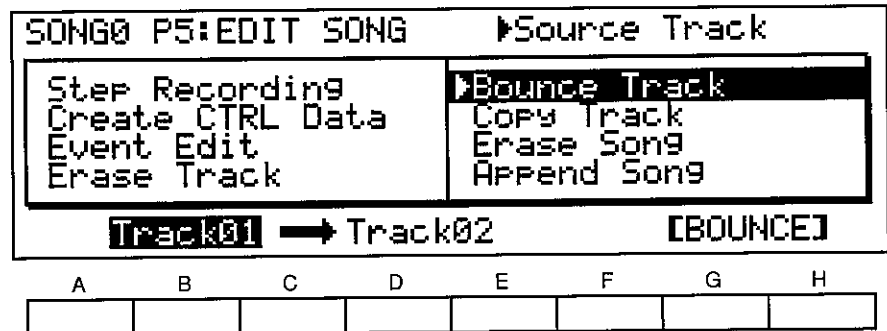 SONG0 P5:EDIT SONG ▶Source Track
Step Recording
Create CTRL Data
Event Edit
Erase Track
▶Bounce Track
Copy Track
Erase Song
Append Song
Track01 ➡ Track02 [BOUNCE]
A B C D E F G H